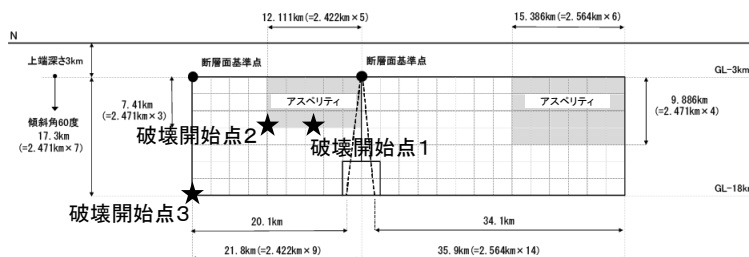 12.111km(=2.422km×5)
15.386km(=2.564km×6)
N
上端深さ3km
断層面基準点
断層面基準点
GL-3km
7.41km
(=2.471km×3)
アスペリティ
アスペリティ
9.886km
(=2.471km×4)
傾斜角60度
17.3km
(=2.471km×7)
破壊開始点2
破壊開始点1
破壊開始点3
GL-18km
20.1km
34.1km
21.8km(=2.422km×9)
35.9km(=2.564km×14)